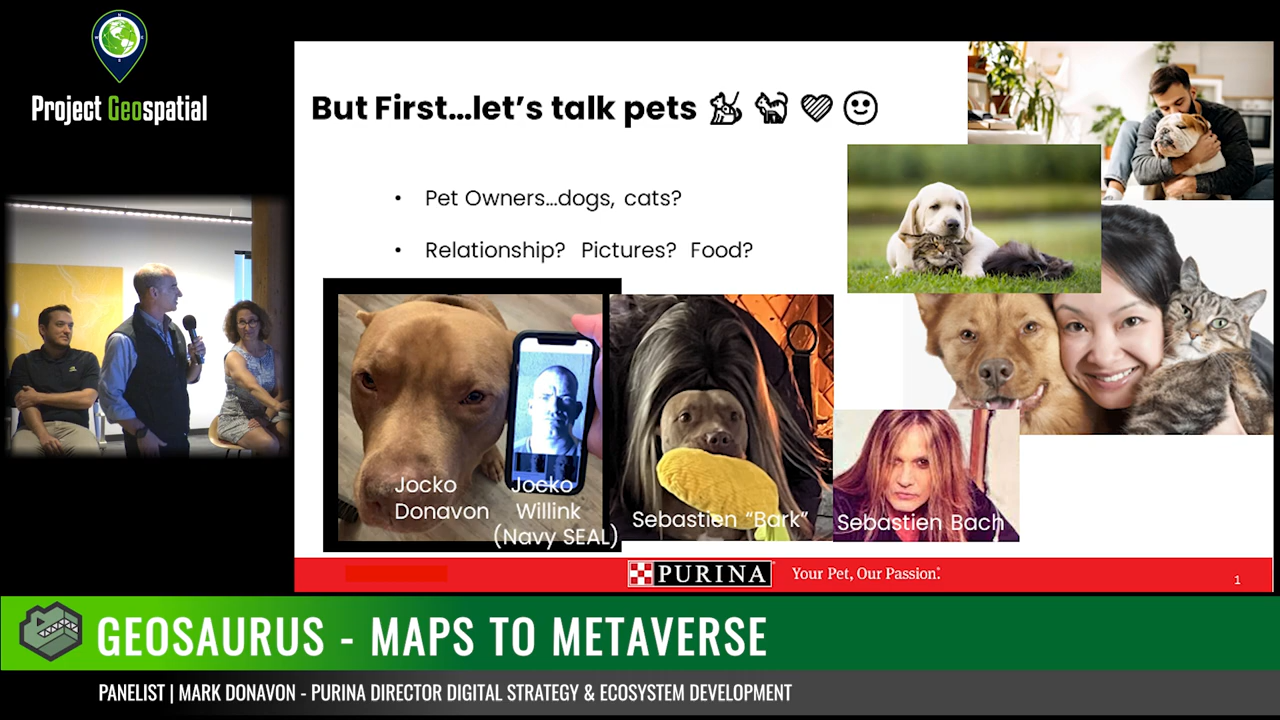 Project Geospatial
But First...let's talk pets
• Pet Owners...dogs, cats?
• Relationship? Pictures? Food?
Jocko
Donavon
Jocko
Willink
(Navy SEAL)
Sebastien “Bark”
Sebastien Bach
PURINA
Your Pet, Our Passion.
1
GEOSAURUS - MAPS TO METAVERSE
PANELIST | MARK DONAVON - PURINA DIRECTOR DIGITAL STRATEGY & ECOSYSTEM DEVELOPMENT